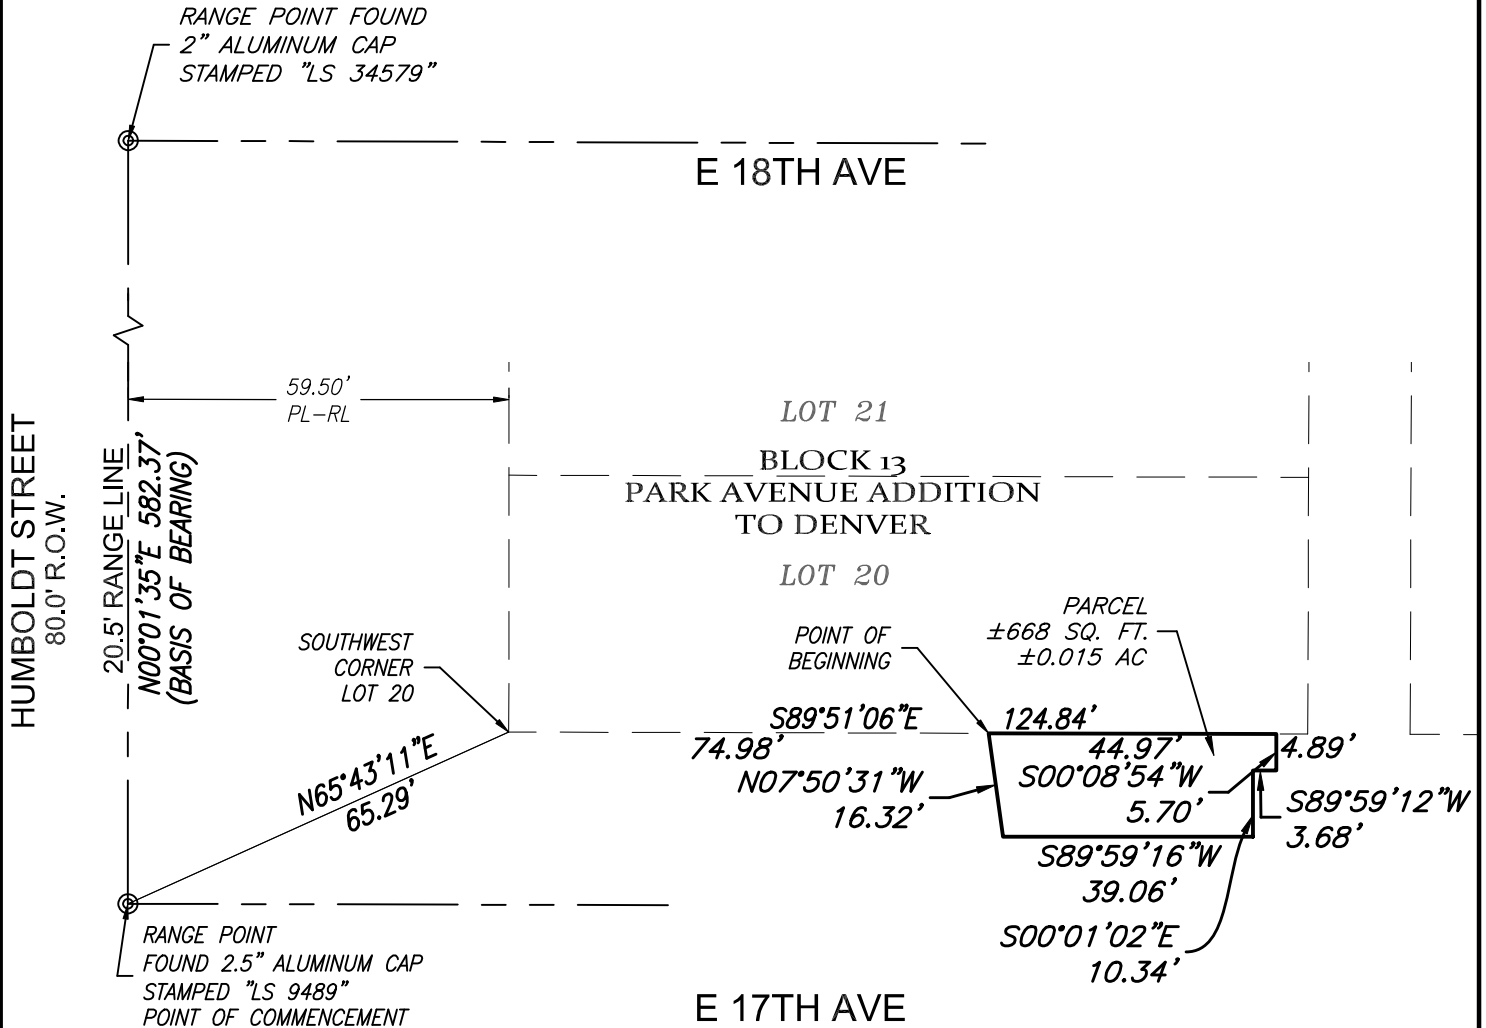 RANGE POINT FOUND
2" ALUMINUM CAP
STAMPED "LS 34579"
E 18TH AVE
59.50'
PL-RL
HUMBOLDT STREET
80.0' R.O.W.
20.5' RANGE LINE
N00°01'35"E 582.37'
(BASIS OF BEARING)
LOT 21
BLOCK 13
PARK AVENUE ADDITION
TO DENVER
LOT 20
SOUTHWEST
CORNER
LOT 20
POINT OF
BEGINNING
PARCEL
±668 SQ. FT.
±0.015 AC
S89°51'06"E 124.84'
74.98'
44.97'
4.89'
N65°43'11"E
65.29'
N07°50'31"W
16.32'
S00°08'54"W
5.70'
S89°59'12"W
3.68'
S89°59'16"W
39.06'
S00°01'02"E
10.34'
RANGE POINT
FOUND 2.5" ALUMINUM CAP
STAMPED "LS 9489"
POINT OF COMMENCEMENT
E 17TH AVE